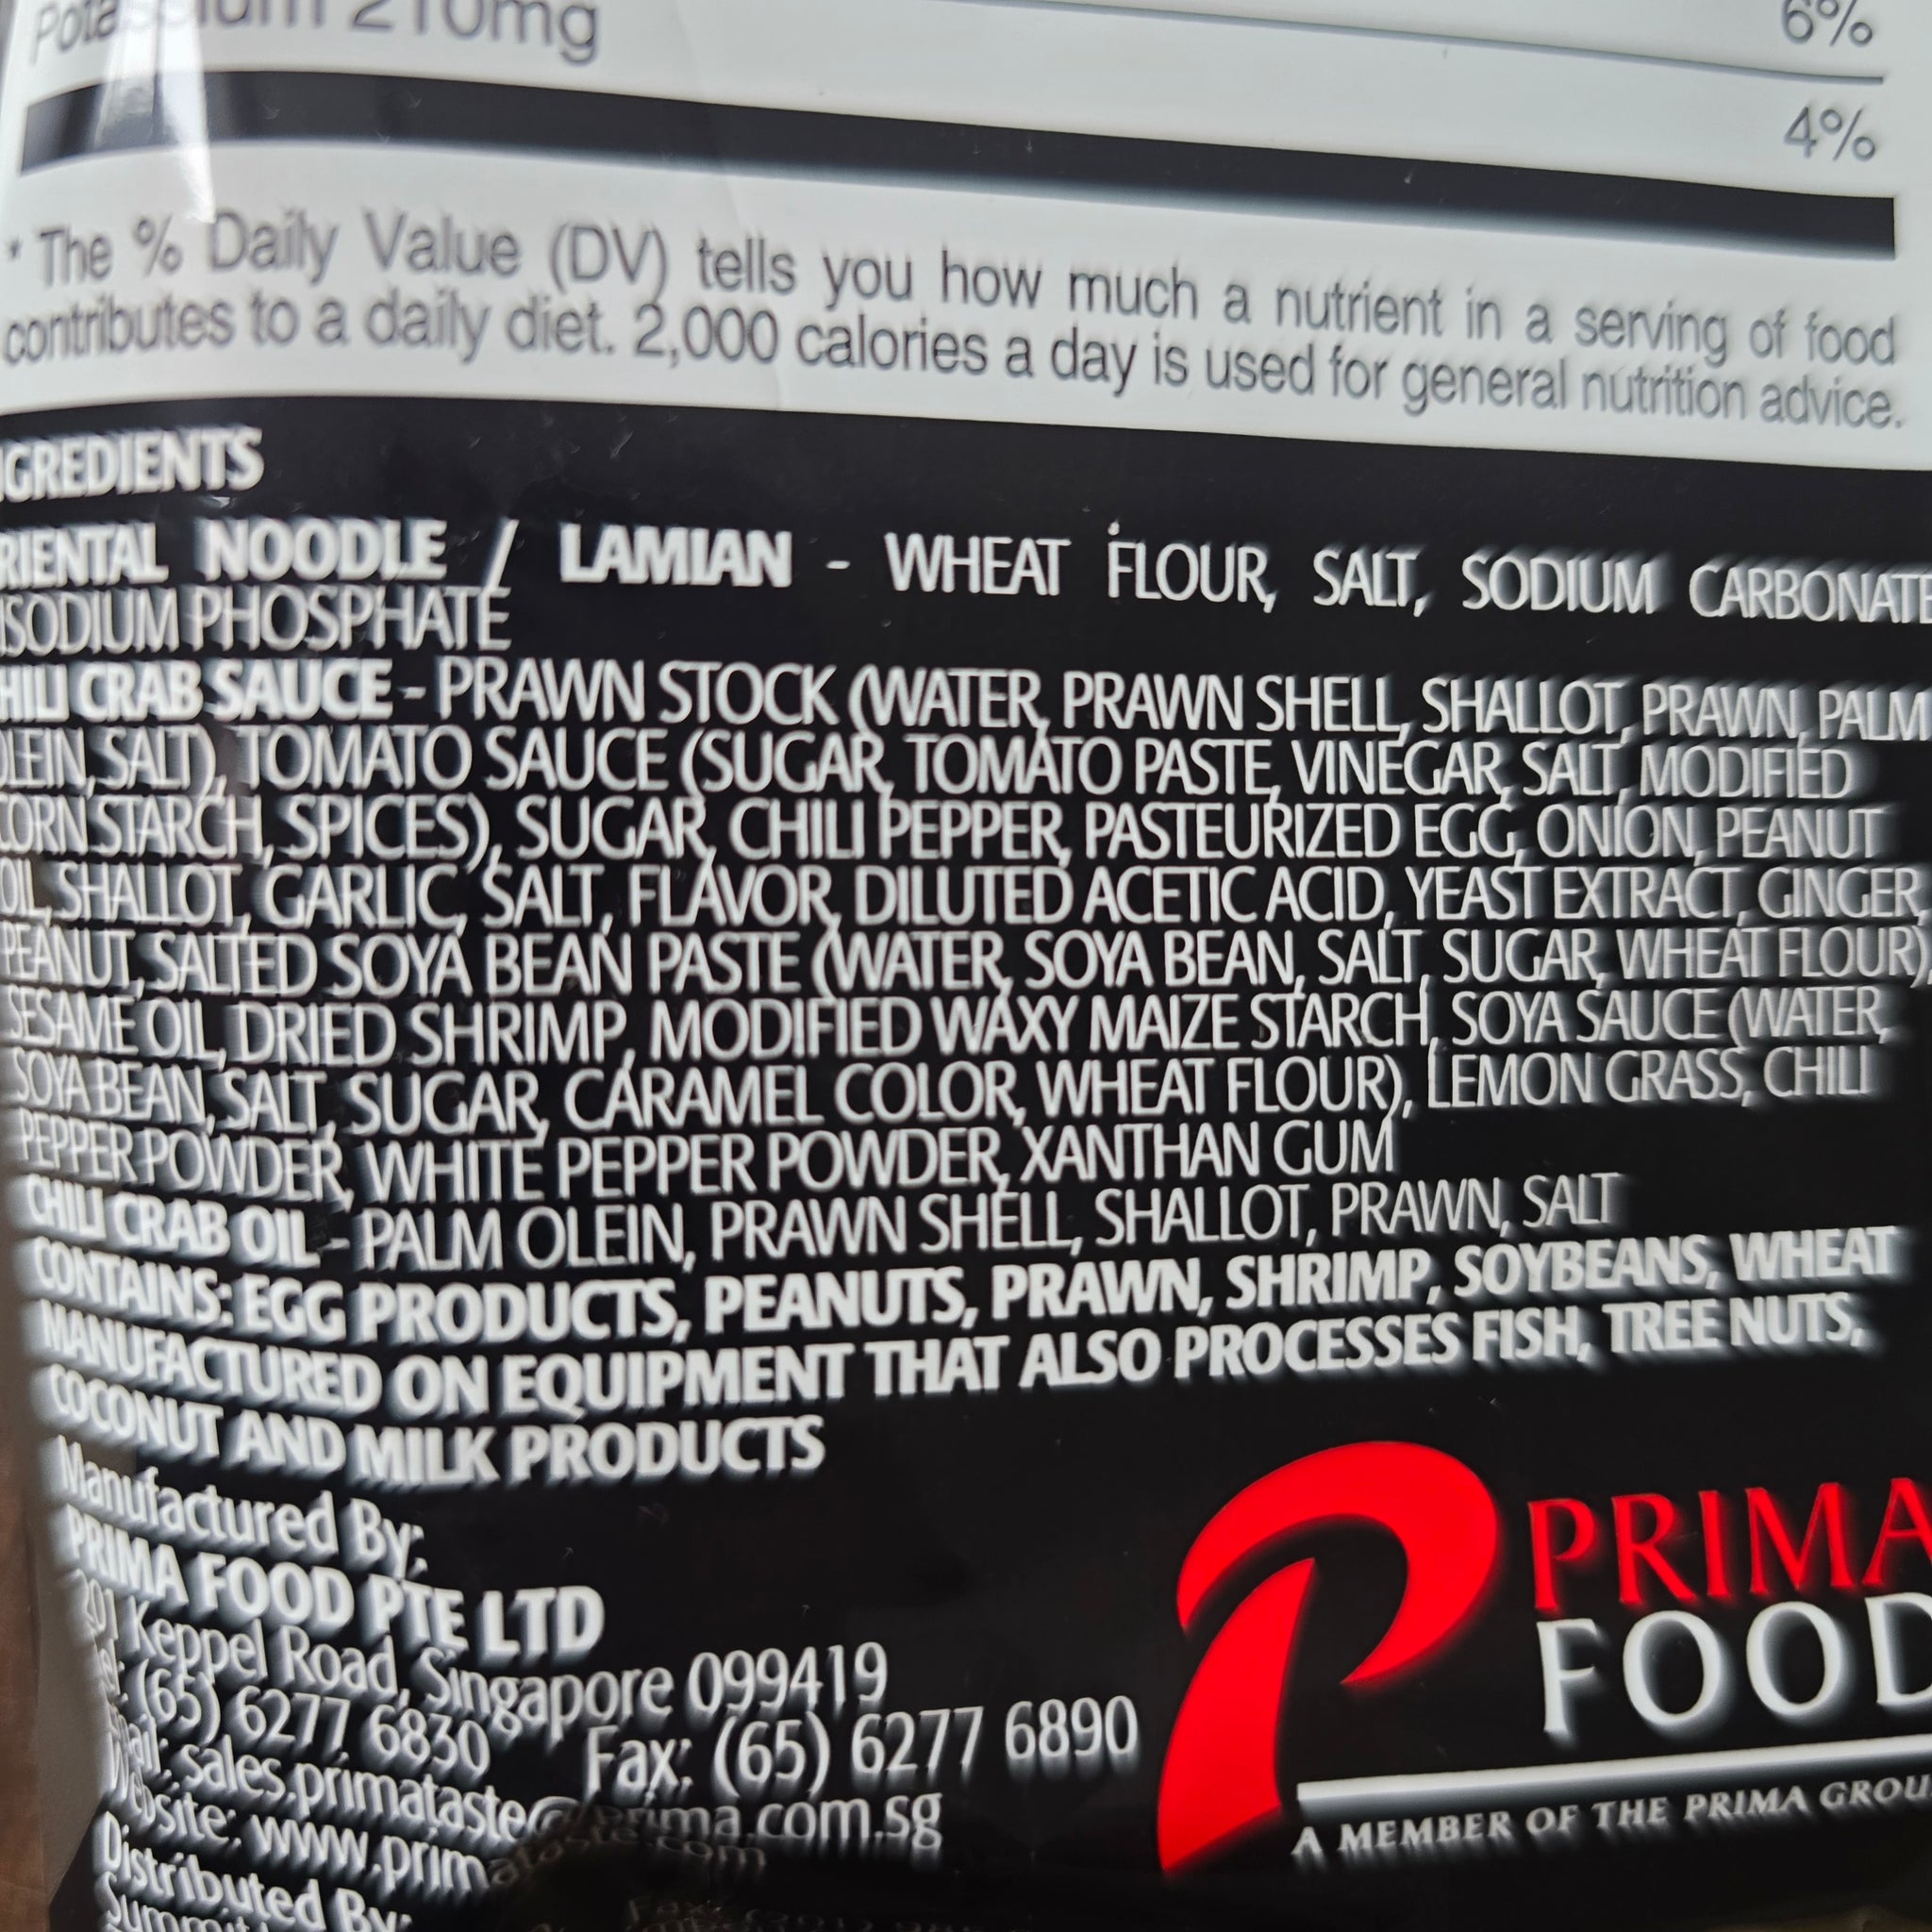 Potassium 210mg
6%
4%
* The % Daily Value (DV) tells you how much a nutrient in a serving of food
contributes to a daily diet. 2,000 calories a day is used for general nutrition advice.
GREDIENTS
RIENTAL NOODLE / LAMIAN - WHEAT FLOUR, SALT, SODIUM CARBONATE
SODIUM PHOSPHATE
HILI CRAB SAUCE - PRAWN STOCK (WATER, PRAWN SHELL, SHALLOT, PRAWN, PALM
OLEIN, SALT), TOMATO SAUCE (SUGAR, TOMATO PASTE, VINEGAR, SALT, MODIFIED
CORN STARCH, SPICES), SUGAR, CHILI PEPPER, PASTEURIZED EGG, ONION, PEANUT
OIL, SHALLOT, GARLIC, SALT, FLAVOR, DILUTED ACETIC ACID, YEAST EXTRACT, GINGER,
PEANUT, SALTED SOYA BEAN PASTE (WATER, SOYA BEAN, SALT, SUGAR, WHEAT FLOUR),
SESAME OIL, DRIED SHRIMP, MODIFIED WAXY MAIZE STARCH, SOYA SAUCE (WATER,
SOYA BEAN, SALT, SUGAR, CARAMEL COLOR, WHEAT FLOUR), LEMON GRASS, CHILI
PEPPER POWDER, WHITE PEPPER POWDER, XANTHAN GUM
CHILI CRAB OIL - PALM OLEIN, PRAWN SHELL, SHALLOT, PRAWN, SALT
CONTAINS: EGG PRODUCTS, PEANUTS, PRAWN, SHRIMP, SOYBEANS, WHEAT
MANUFACTURED ON EQUIPMENT THAT ALSO PROCESSES FISH, TREE NUTS,
COCONUT AND MILK PRODUCTS
Manufactured By:
PRIMA FOOD PTE LTD
201 Keppel Road, Singapore 099419
Tel: (65) 6277 6830 Fax: (65) 6277 6890
Email: sales.primataste@prima.com.sg
Website: www.primataste.com
Distributed By:
PRIMA
FOOD
A MEMBER OF THE PRIMA GROU